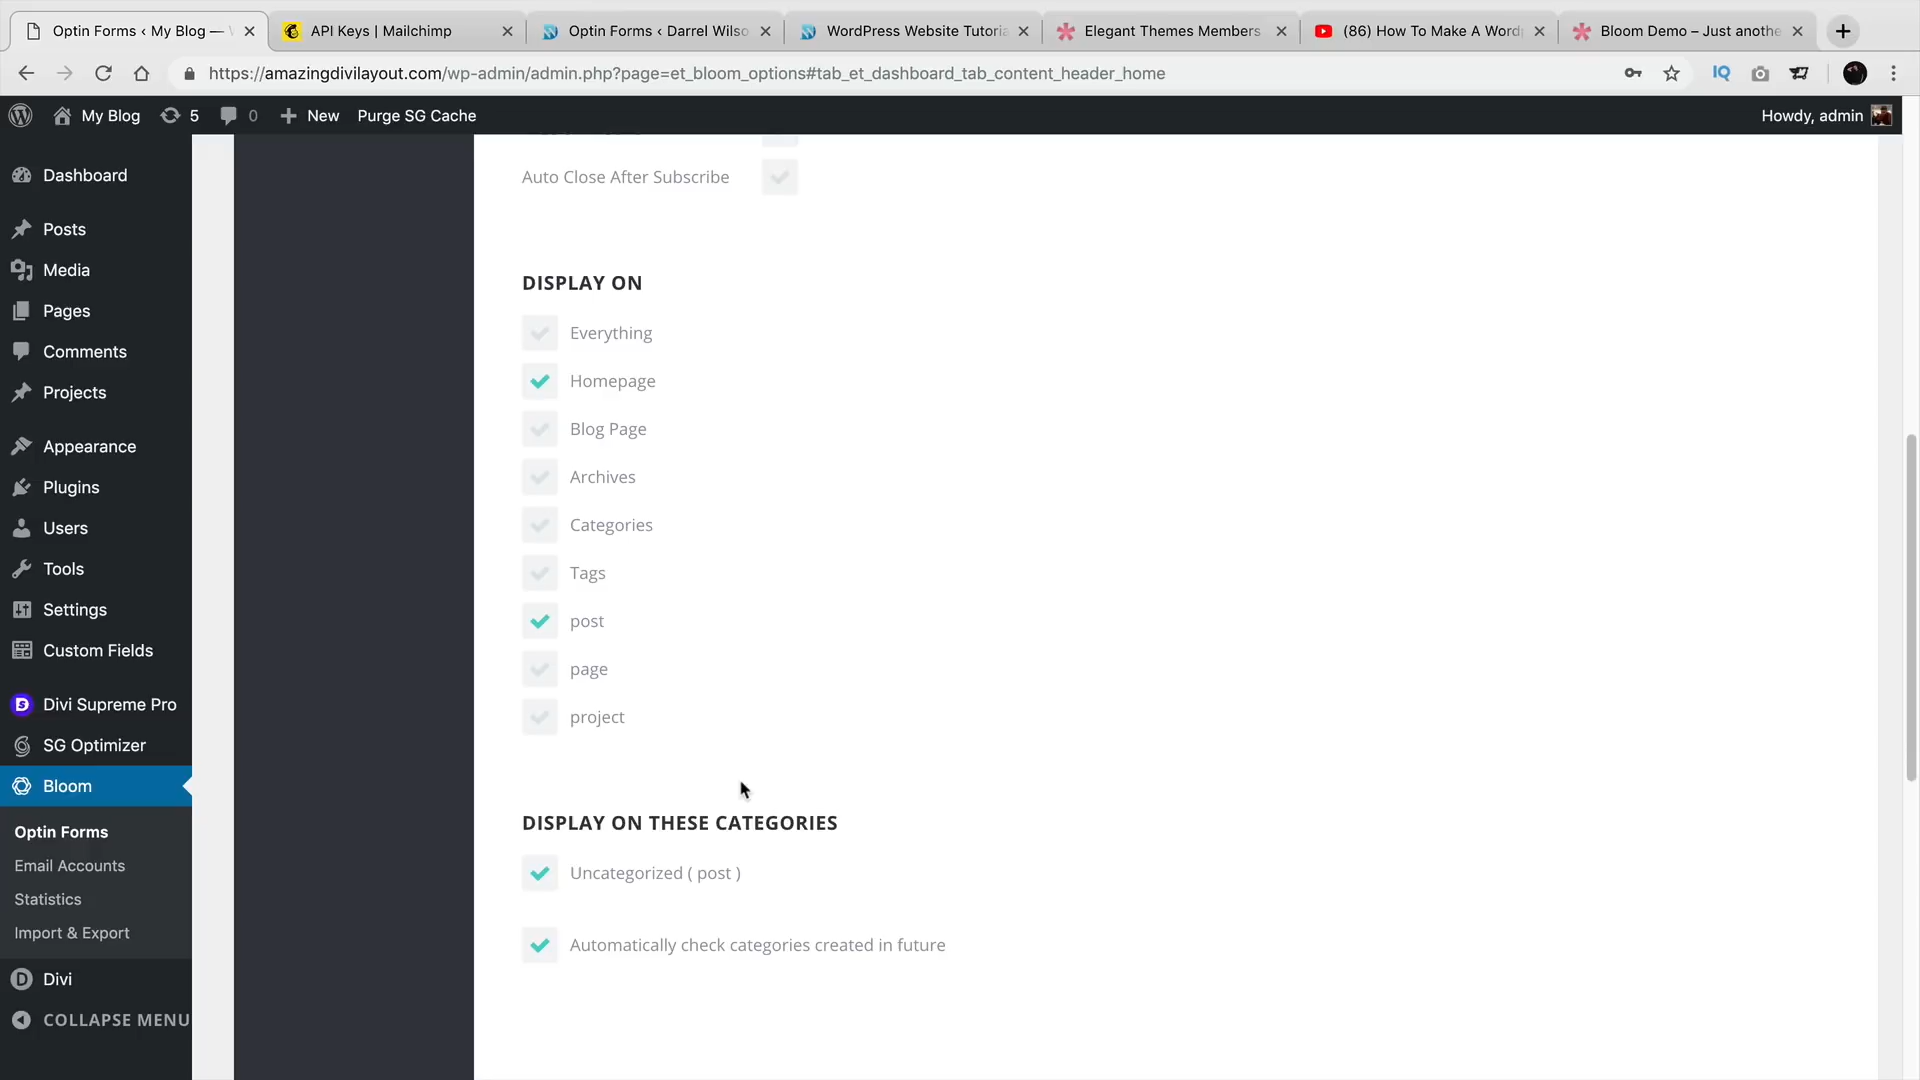 Optin Forms ‹ My Blog —
API Keys | Mailchimp
Optin Forms ‹ Darrel Wilso
WordPress Website Tutoria
Elegant Themes Members
(86) How To Make A Word
Bloom Demo – Just anothe
https://amazingdivilayout.com/wp-admin/admin.php?page=et_bloom_options#tab_et_dashboard_tab_content_header_home
IQ
My Blog
5
0
New
Purge SG Cache
Howdy, admin
Dashboard
Posts
Media
Pages
Comments
Projects
Appearance
Plugins
Users
Tools
Settings
Custom Fields
Divi Supreme Pro
SG Optimizer
Bloom
Optin Forms
Email Accounts
Statistics
Import & Export
Divi
COLLAPSE MENU
Auto Close After Subscribe
DISPLAY ON
Everything
Homepage
Blog Page
Archives
Categories
Tags
post
page
project
DISPLAY ON THESE CATEGORIES
Uncategorized ( post )
Automatically check categories created in future